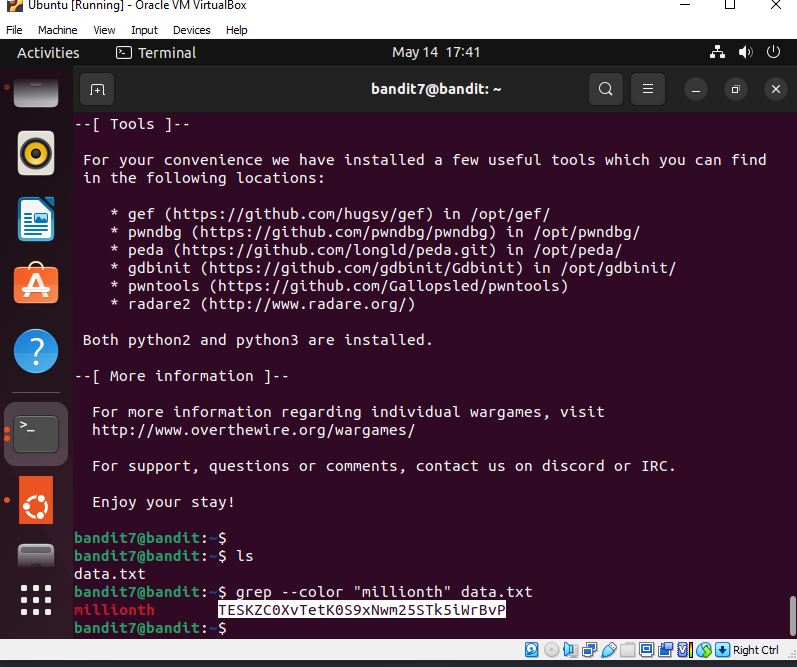 Ubuntu [Running] - Oracle VM VirtualBox
File Machine View Input Devices Help
Activities Terminal May 14 17:41
bandit7@bandit: ~
--[ Tools ]--
For your convenience we have installed a few useful tools which you can find
in the following locations:
* gef (https://github.com/hugsy/gef) in /opt/gef/
* pwndbg (https://github.com/pwndbg/pwndbg) in /opt/pwndbg/
* peda (https://github.com/longld/peda.git) in /opt/peda/
* gdbinit (https://github.com/gdbinit/Gdbinit) in /opt/gdbinit/
* pwntools (https://github.com/Gallopsled/pwntools)
* radare2 (http://www.radare.org/)
Both python2 and python3 are installed.
--[ More information ]--
For more information regarding individual wargames, visit
http://www.overthewire.org/wargames/
For support, questions or comments, contact us on discord or IRC.
Enjoy your stay!
bandit7@bandit:~$
bandit7@bandit:~$ ls
data.txt
bandit7@bandit:~$ grep --color "millionth" data.txt
millionth TESKZC0XvTetK0S9xNwm25STk5iWrBvP
bandit7@bandit:~$
Right Ctrl